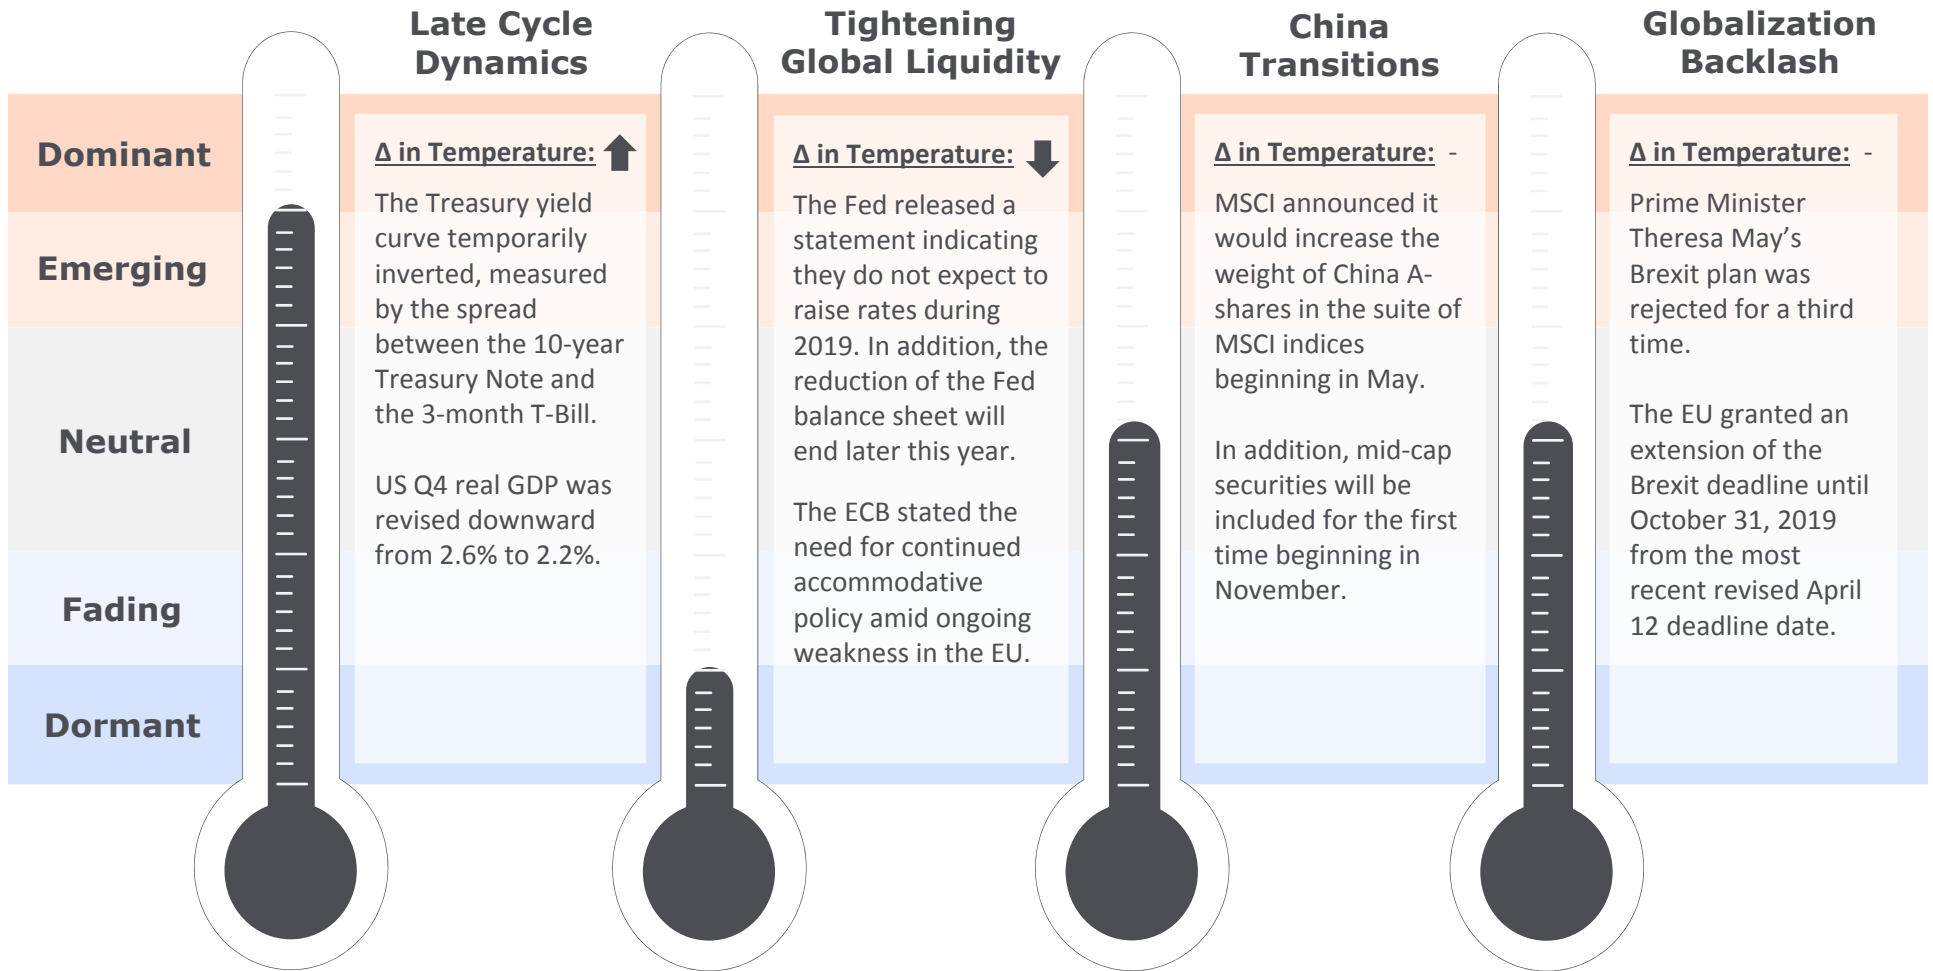 Late Cycle
Dynamics
Tightening
Global Liquidity
China
Transitions
Globalization
Backlash
Dominant
Emerging
Neutral
Fading
Dormant
Δ in Temperature:
The Treasury yield
curve temporarily
inverted, measured
by the spread
between the 10-year
Treasury Note and
the 3-month T-Bill.
US Q4 real GDP was
revised downward
from 2.6% to 2.2%.
Δ in Temperature:
The Fed released a
statement indicating
they do not expect to
raise rates during
2019. In addition, the
reduction of the Fed
balance sheet will
end later this year.
The ECB stated the
need for continued
accommodative
policy amid ongoing
weakness in the EU.
Δ in Temperature: -
MSCI announced it
would increase the
weight of China A-
shares in the suite of
MSCI indices
beginning in May.
In addition, mid-cap
securities will be
included for the first
time beginning in
November.
Δ in Temperature: -
Prime Minister
Theresa May’s
Brexit plan was
rejected for a third
time.
The EU granted an
extension of the
Brexit deadline until
October 31, 2019
from the most
recent revised April
12 deadline date.